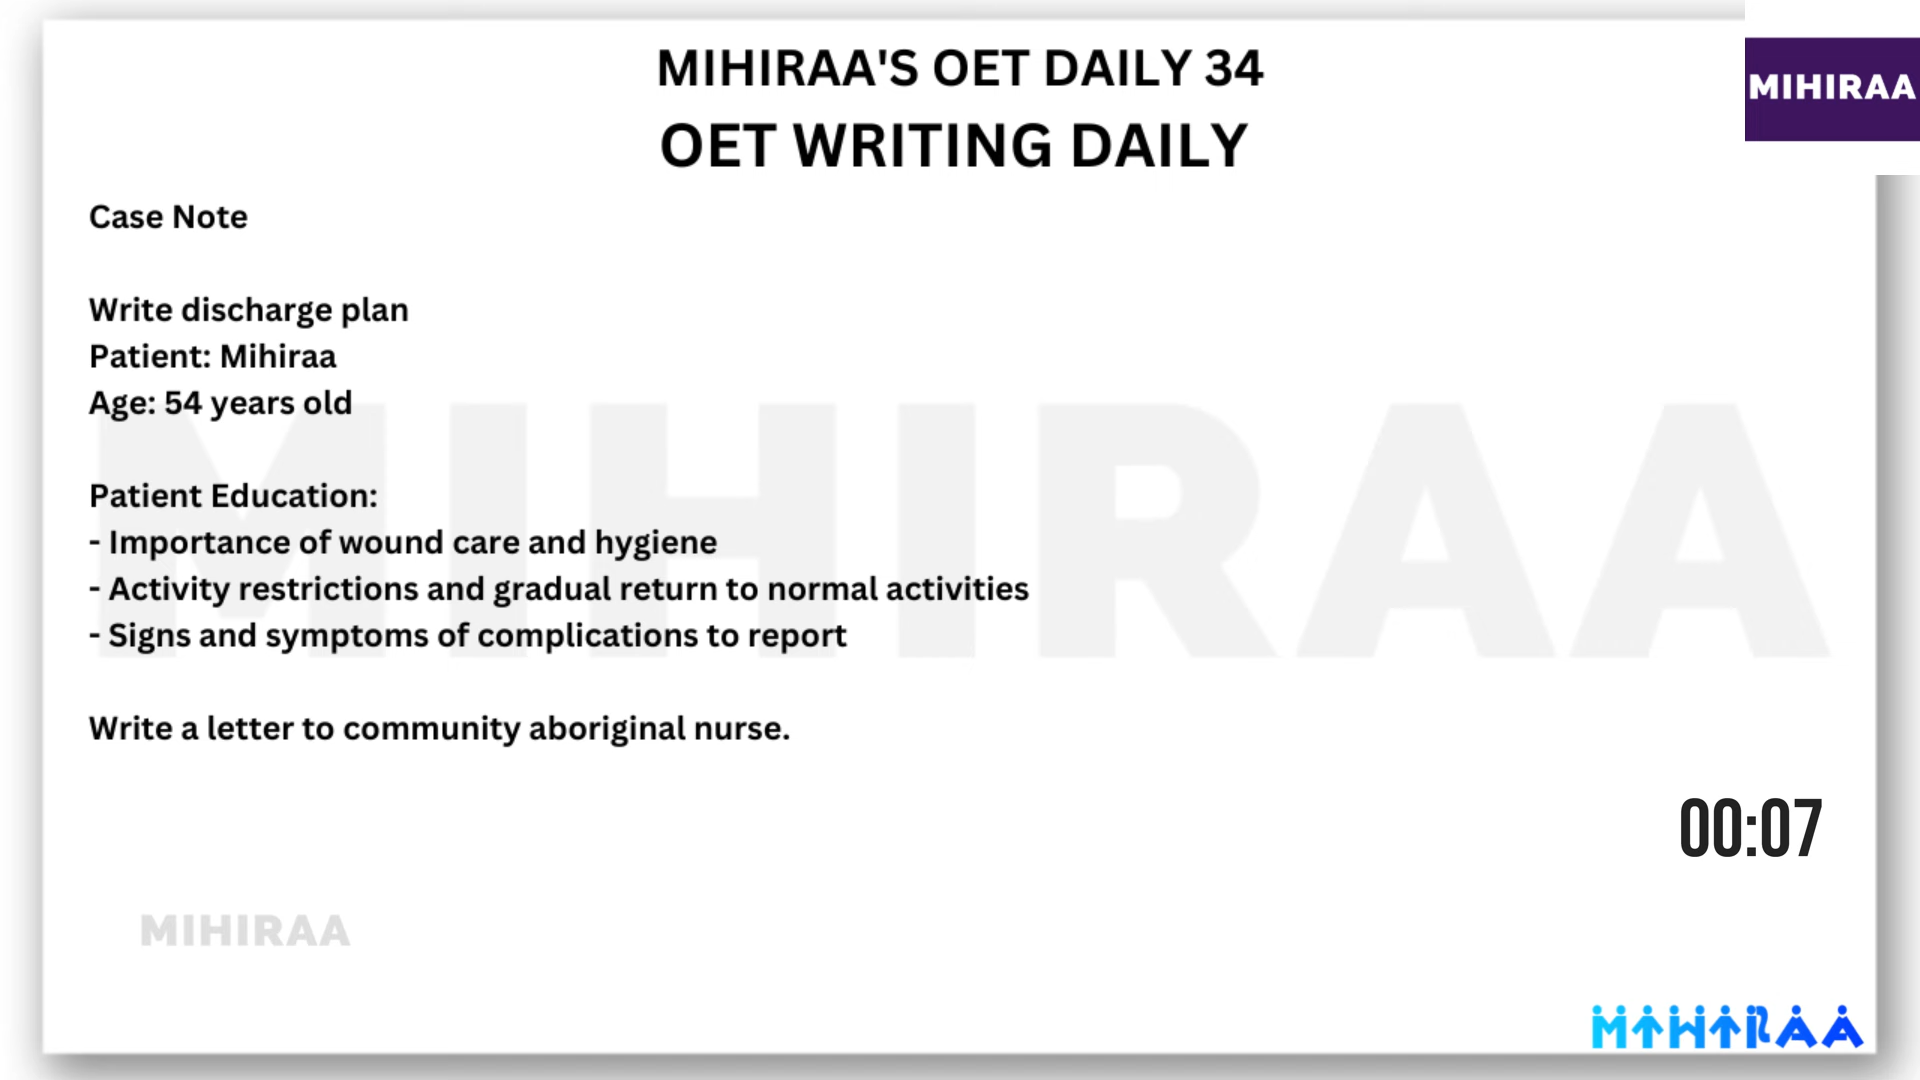 MIHIRAA'S OET DAILY 34
MIHIRAA
OET WRITING DAILY
Case Note
Write discharge plan
Patient: Mihiraa
Age: 54 years old
Patient Education:
- Importance of wound care and hygiene
- Activity restrictions and gradual return to normal activities
- Signs and symptoms of complications to report
Write a letter to community aboriginal nurse.
MIHIRAA
00:07
MIHIRAA
MIHIRAA